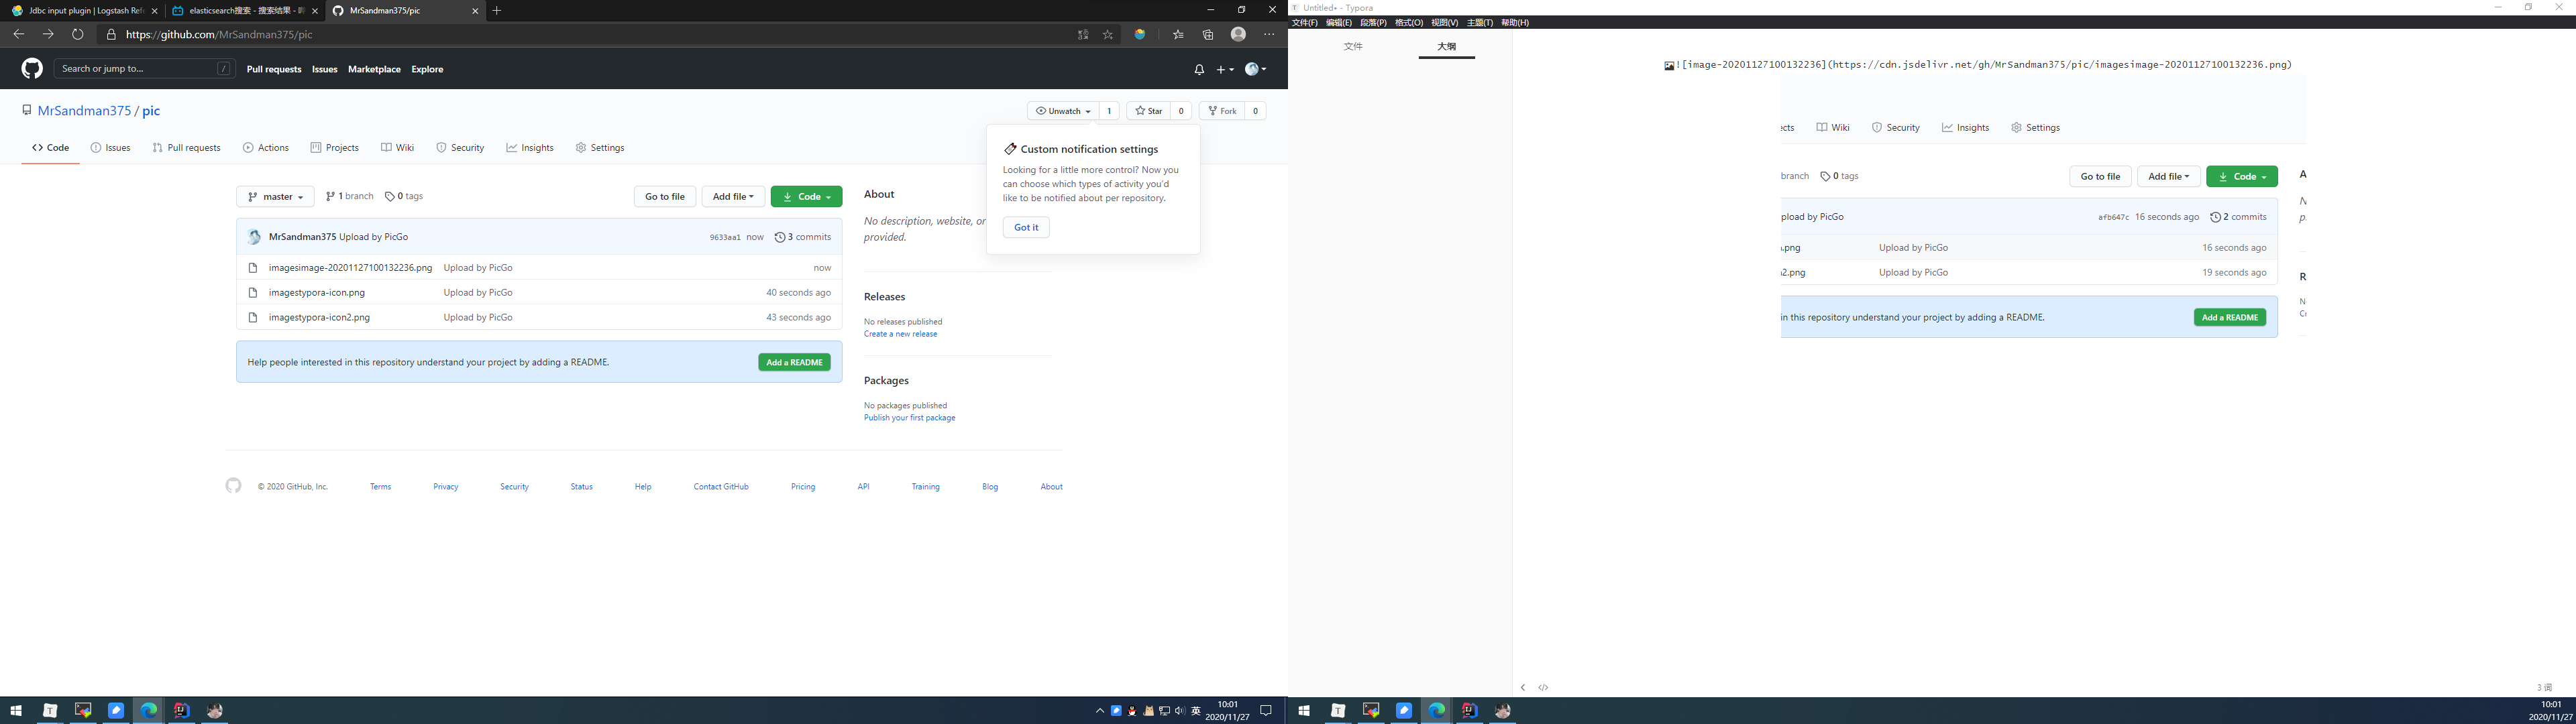 Jdbc input plugin | Logstash Refe
elasticsearch搜索 - 搜索结果 - 哔
MrSandman375/pic
https://github.com/MrSandman375/pic
Search or jump to...
/
Pull requests
Issues
Marketplace
Explore
MrSandman375 / pic
Unwatch
1
Star
0
Fork
0
Code
Issues
Pull requests
Actions
Projects
Wiki
Security
Insights
Settings
Custom notification settings
Looking for a little more control? Now you
can choose which types of activity you'd
like to be notified about per repository.
Got it
master
1 branch
0 tags
Go to file
Add file
Code
MrSandman375 Upload by PicGo
9633aa1 now
3 commits
imagesimage-20201127100132236.png
Upload by PicGo
now
imagestypora-icon.png
Upload by PicGo
40 seconds ago
imagestypora-icon2.png
Upload by PicGo
43 seconds ago
Help people interested in this repository understand your project by adding a README.
Add a README
About
No description, website, or
provided.
Releases
No releases published
Create a new release
Packages
No packages published
Publish your first package
© 2020 GitHub, Inc.
Terms
Privacy
Security
Status
Help
Contact GitHub
Pricing
API
Training
Blog
About
英
10:01
2020/11/27
Untitled• - Typora
文件(F) 编辑(E) 段落(P) 格式(O) 视图(V) 主题(T) 帮助(H)
文件
大纲
![image-20201127100132236](https://cdn.jsdelivr.net/gh/MrSandman375/pic/imagesimage-20201127100132236.png)
ects
Wiki
Security
Insights
Settings
branch
0 tags
Go to file
Add file
Code
pload by PicGo
afb647c 16 seconds ago
2 commits
.png
Upload by PicGo
16 seconds ago
2.png
Upload by PicGo
19 seconds ago
in this repository understand your project by adding a README.
Add a README
A
N
p
R
N
</>
3 词
10:01
2020/11/27